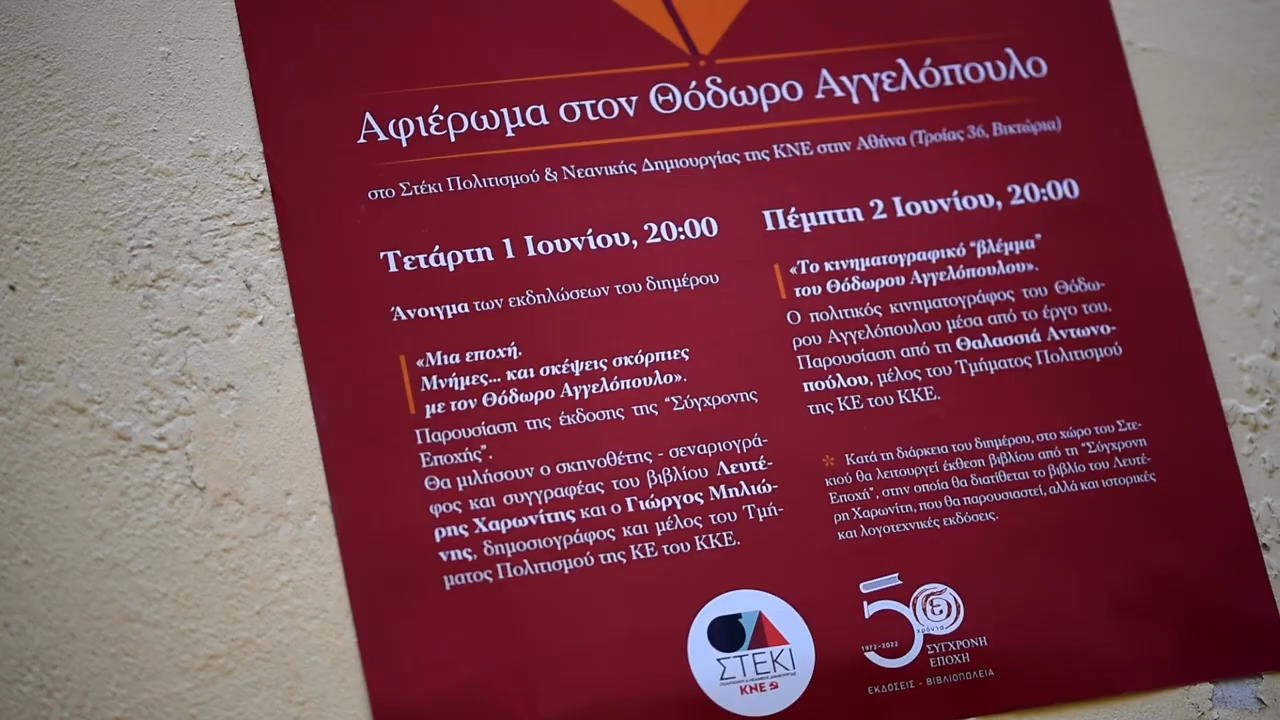 Αφιέρωμα στον Θόδωρο Αγγελόπουλο
στο Στέκι Πολιτισμού & Νεανικής Δημιουργίας της ΚΝΕ στην Αθήνα (Τροίας 36, Βικτώρια)
Τετάρτη 1 Ιουνίου, 20:00
Άνοιγμα των εκδηλώσεων του διημέρου
«Μια εποχή.
Μνήμες... και σκέψεις σκόρπιες
με τον Θόδωρο Αγγελόπουλο».
Παρουσίαση της έκδοσης της “Σύγχρονης
Εποχής”.
Θα μιλήσουν ο σκηνοθέτης - σεναριογρά-
φος και συγγραφέας του βιβλίου Λευτέ-
ρης Χαρωνίτης και ο Γιώργος Μηλιώ-
νης, δημοσιογράφος και μέλος του Τμή-
ματος Πολιτισμού της ΚΕ του ΚΚΕ.
Πέμπτη 2 Ιουνίου, 20:00
«Το κινηματογραφικό “βλέμμα”
του Θόδωρου Αγγελόπουλου».
Ο πολιτικός κινηματογράφος του Θόδω-
ρου Αγγελόπουλου μέσα από το έργο του.
Παρουσίαση από τη Θαλασσιά Αντωνο-
πούλου, μέλος του Τμήματος Πολιτισμού
της ΚΕ του ΚΚΕ.
* Κατά τη διάρκεια του διημέρου, στο χώρο του Στε-
κιού θα λειτουργεί έκθεση βιβλίου από τη “Σύγχρονη
Εποχή”, στην οποία θα διατίθεται το βιβλίο του Λευτέ-
ρη Χαρωνίτη, που θα παρουσιαστεί, αλλά και ιστορικές
και λογοτεχνικές εκδόσεις.
ΣΤΕΚΙ
ΠΟΛΙΤΙΣΜΟΥ & ΝΕΑΝΙΚΗΣ ΔΗΜΙΟΥΡΓΙΑΣ
ΚΝΕ
50
χρόνια
1972-2022
ΣΥΓΧΡΟΝΗ
ΕΠΟΧΗ
ΕΚΔΟΣΕΙΣ - ΒΙΒΛΙΟΠΩΛΕΙΑ